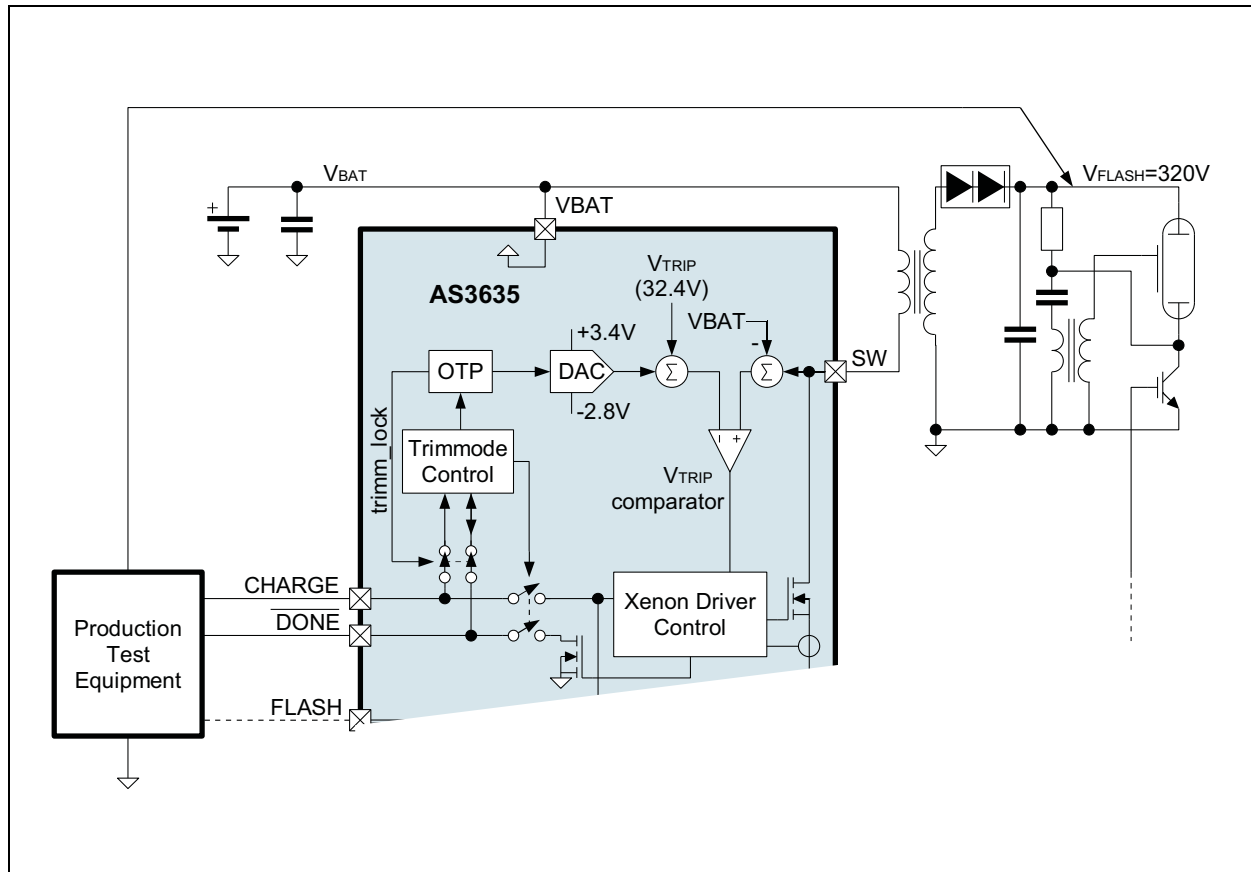 VBAT
VFLASH=320V
+
VBAT
AS3635
VTRIP
(32.4V)
VBAT
-
SW
+3.4V
OTP
DAC
Σ
Σ
-2.8V
trimm_lock
Trimmode
Control
I +
VTRIP
comparator
CHARGE
DONE
Xenon Driver
Control
Production
Test
Equipment
FLASH